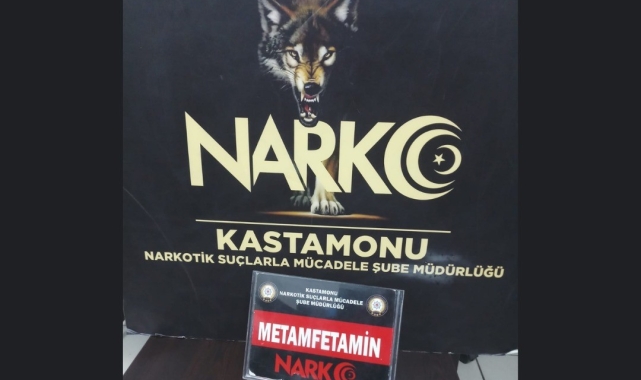 NARKO
KASTAMONU
NARKOTİK SUÇLARLA MÜCADELE ŞUBE MÜDÜRLÜĞÜ
KASTAMONU
NARKOTİK SUÇLARLA MÜCADELE
ŞUBE MÜDÜRLÜĞÜ
METAMFETAMİN
NARKO